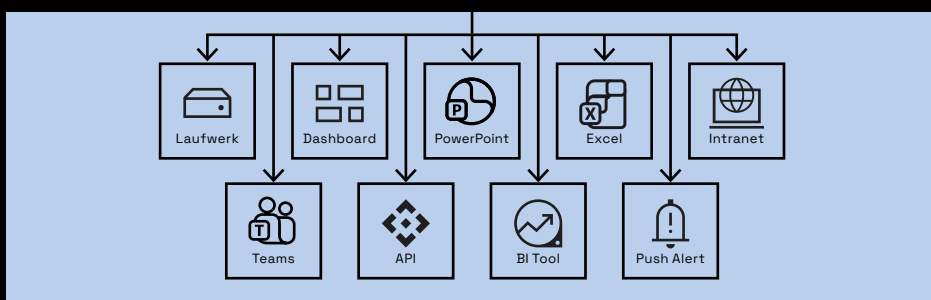 Laufwerk
Dashboard
P
PowerPoint
X
Excel
Intranet
T
Teams
API
BI Tool
Push Alert